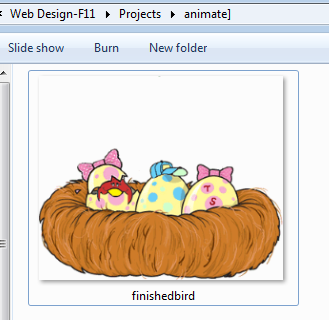 Web Design-F11 ▸ Projects ▸ animate]
Slide show Burn New folder
T
S
finishedbird